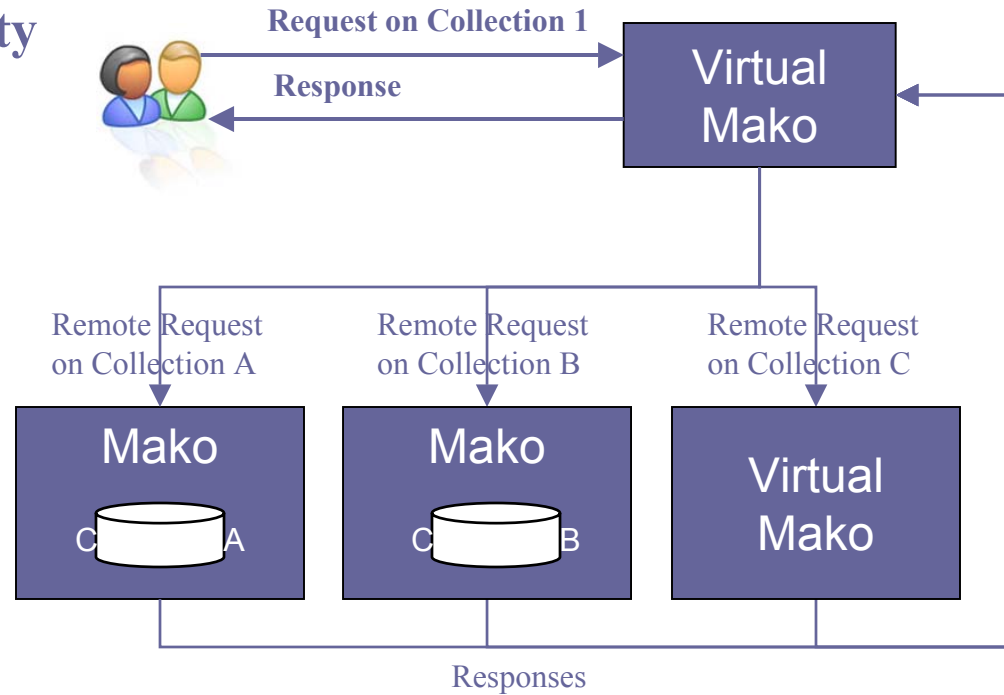 ty
Request on Collection 1
Response
Virtual
Mako
Remote Request
on Collection A
Remote Request
on Collection B
Remote Request
on Collection C
Mako
C A
Mako
C B
Virtual
Mako
Responses